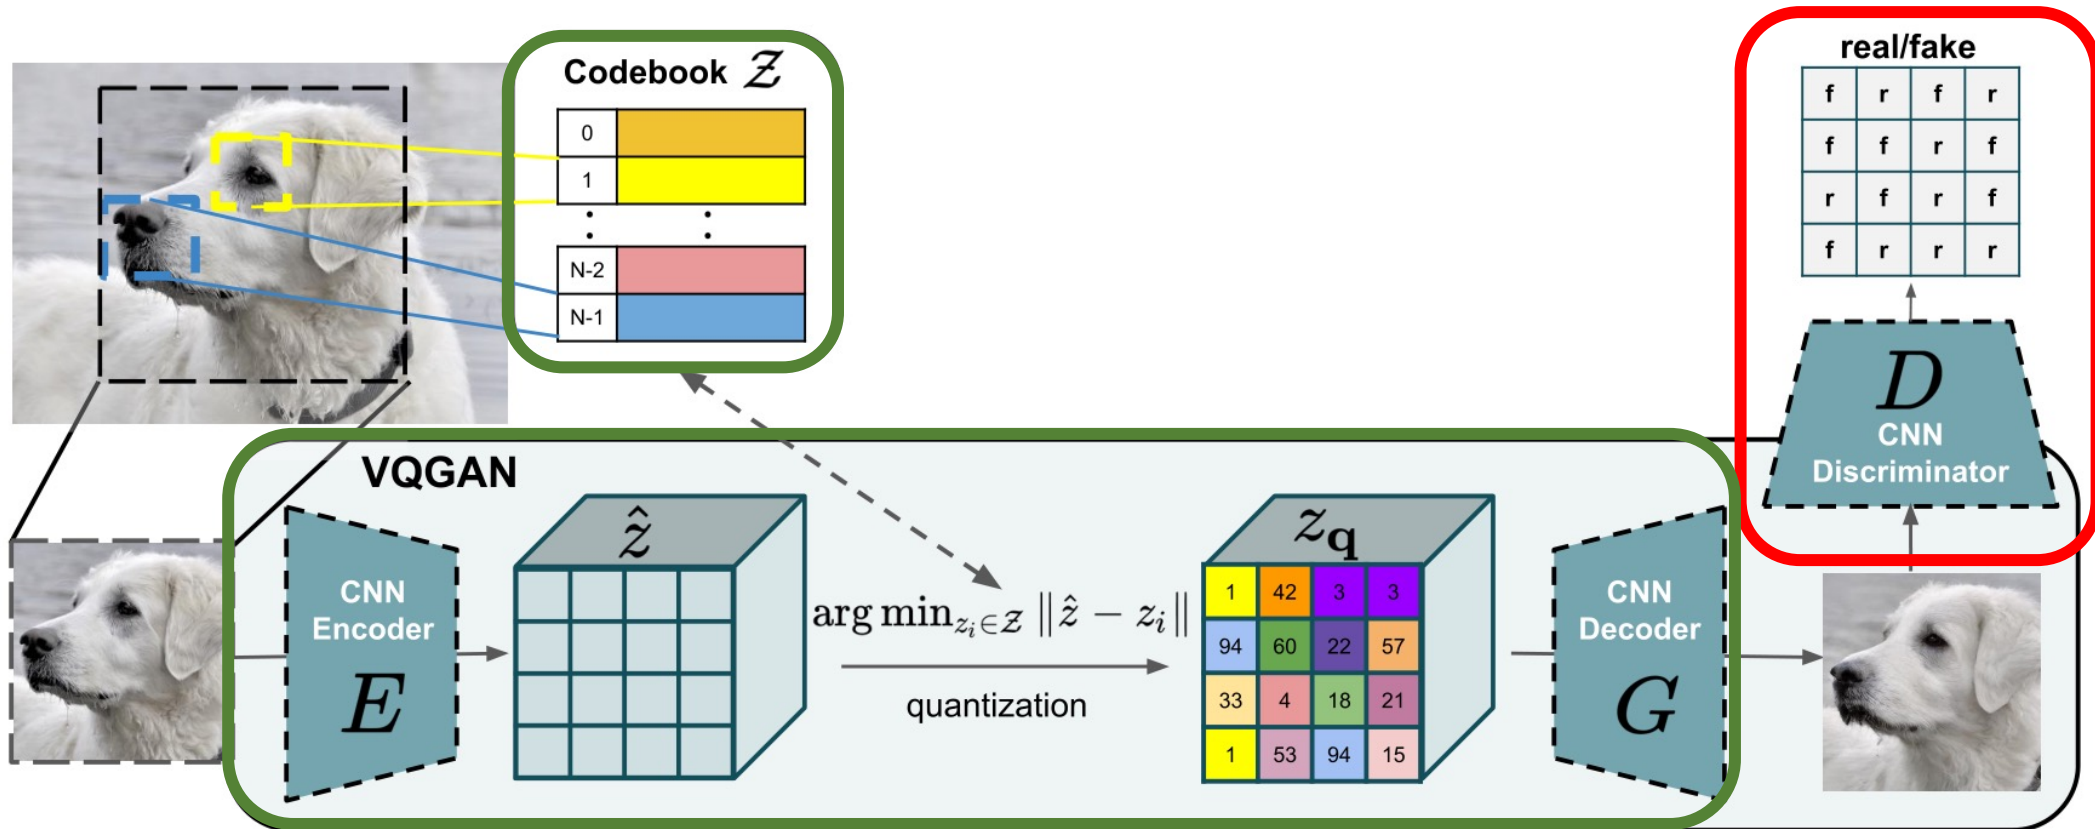 Codebook 𝒵
0
1
:
:
N-2
N-1
real/fake
f r f r
f f r f
r f r f
f r r r
D
CNN
Discriminator
VQGAN
CNN
Encoder
E
ẑ
arg min_{z_i∈𝒵} ‖ẑ − z_i‖
quantization
z_q
1 42 3 3
94 60 22 57
33 4 18 21
1 53 94 15
CNN
Decoder
G